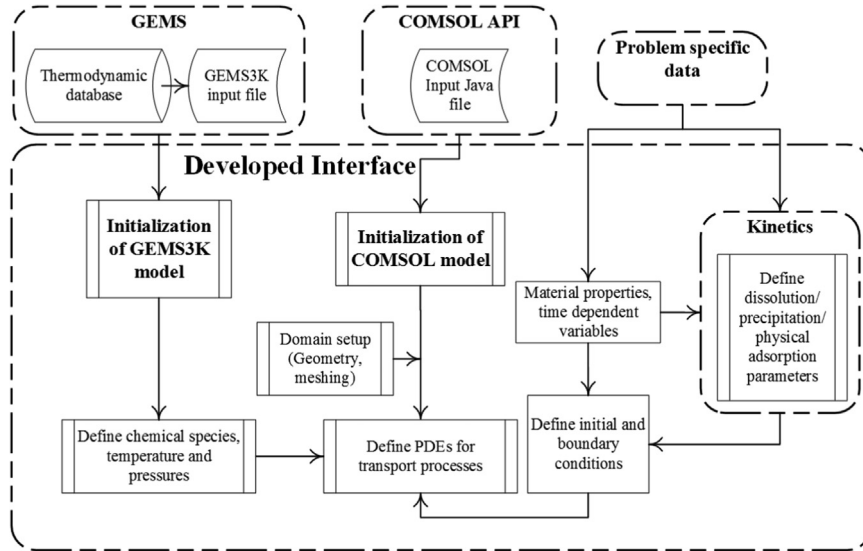 GEMS
Thermodynamic
database
GEMS3K
input file
COMSOL API
COMSOL
Input Java
file
Problem specific
data
Developed Interface
Initialization
of GEMS3K
model
Initialization of
COMSOL model
Kinetics
Define
dissolution/
precipitation/
physical
adsorption
parameters
Material properties,
time dependent
variables
Domain setup
(Geometry,
meshing)
Define chemical species,
temperature and
pressures
Define PDEs for
transport processes
Define initial and
boundary
conditions